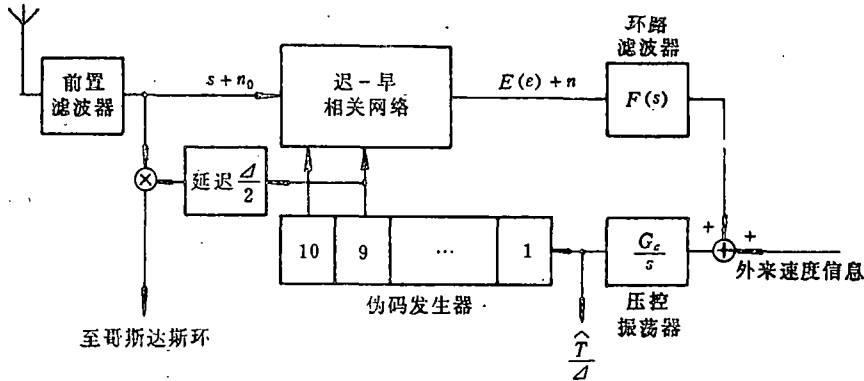 环路
滤波器
前置
滤波器
s+n₀
迟-早
相关网络
E(e)+n
F(s)
延迟 Δ/2
10
9
…
1
G_c/s
+
+
外来速度信息
伪码发生器
压控
振荡器
至哥斯达斯环
T̂/Δ